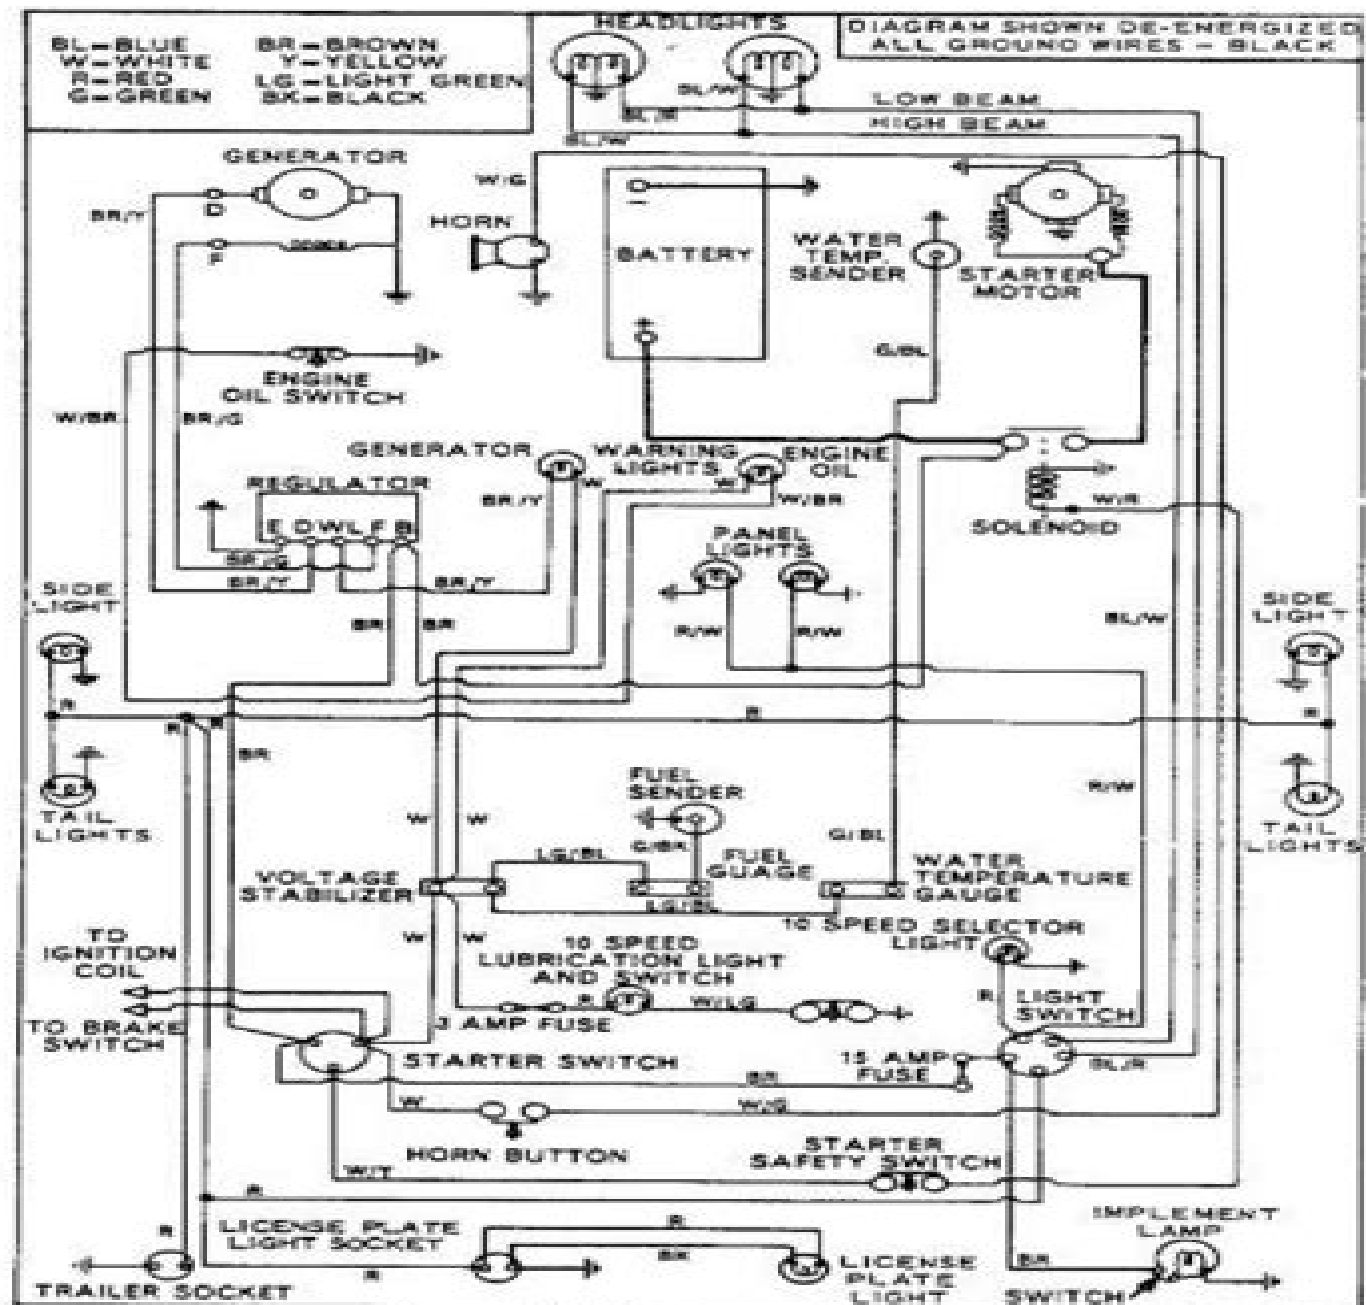 BL-BLUE
W-WHITE
R-RED
G-GREEN
BR-BROWN
Y-YELLOW
LG-LIGHT GREEN
BK-BLACK
HEADLIGHTS
DIAGRAM SHOWN DE-ENERGIZED
ALL GROUND WIRES - BLACK
BL/W
BL/R
BL/W
LOW BEAM
HIGH BEAM
GENERATOR
BR/Y
D
F
W/G
HORN
BATTERY
WATER
TEMP.
SENDER
STARTER
MOTOR
G/BL
ENGINE
OIL SWITCH
W/BR
BR/G
GENERATOR
WARNING
LIGHTS
ENGINE
OIL
W
W
BR/Y
W/BR
REGULATOR
E D WL F B
BR/G
BR/Y
BR/Y
BR
BR
W/R
SOLENOID
PANEL
LIGHTS
R/W
R/W
BL/W
SIDE
LIGHT
SIDE
LIGHT
R
R
R
R
R
BR
TAIL
LIGHTS
TAIL
LIGHTS
FUEL
SENDER
R/W
W
W
G/BK
G/BL
LG/BL
FUEL
GUAGE
WATER
TEMPERATURE
GAUGE
VOLTAGE
STABILIZER
LG/BL
10 SPEED SELECTOR
LIGHT
TO
IGNITION
COIL
W
W
10 SPEED
LUBRICATION LIGHT
AND SWITCH
R
W/LG
R
LIGHT
SWITCH
TO BRAKE
SWITCH
3 AMP FUSE
STARTER SWITCH
15 AMP
FUSE
BL/R
BR
W
W/G
HORN BUTTON
STARTER
SAFETY SWITCH
W/Y
R
R
LICENSE PLATE
LIGHT SOCKET
R
BK
IMPLEMENT
LAMP
BR
R
TRAILER SOCKET
LICENSE
PLATE
LIGHT
SWITCH